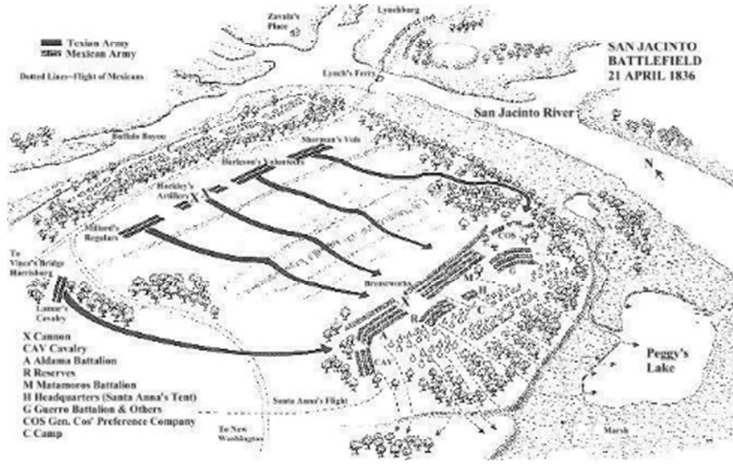 Zavala's
Place
Lynchburg
Texian Army
Mexican Army
Dotted Lines-Flight of Mexicans
Lynch's Ferry
SAN JACINTO
BATTLEFIELD
21 APRIL 1836
San Jacinto River
Buffalo Bayou
Sherman's Vols
Burleson's Volunteers
N
Hockley's
Artillery X
Millard's
Regulars
COS
G
To
Vince's Bridge
Harrisburg
Breastworks
M
H
C
R
A
CAV
Lamar's
Cavalry
X Cannon
CAV Cavalry
A Aldama Battalion
R Reserves
M Matamoros Battalion
H Headquarters (Santa Anna's Tent)
G Guerro Battalion & Others
COS Gen. Cos' Preference Company
C Camp
Santa Anna's Flight
To New
Washington
Peggy's
Lake
Marsh